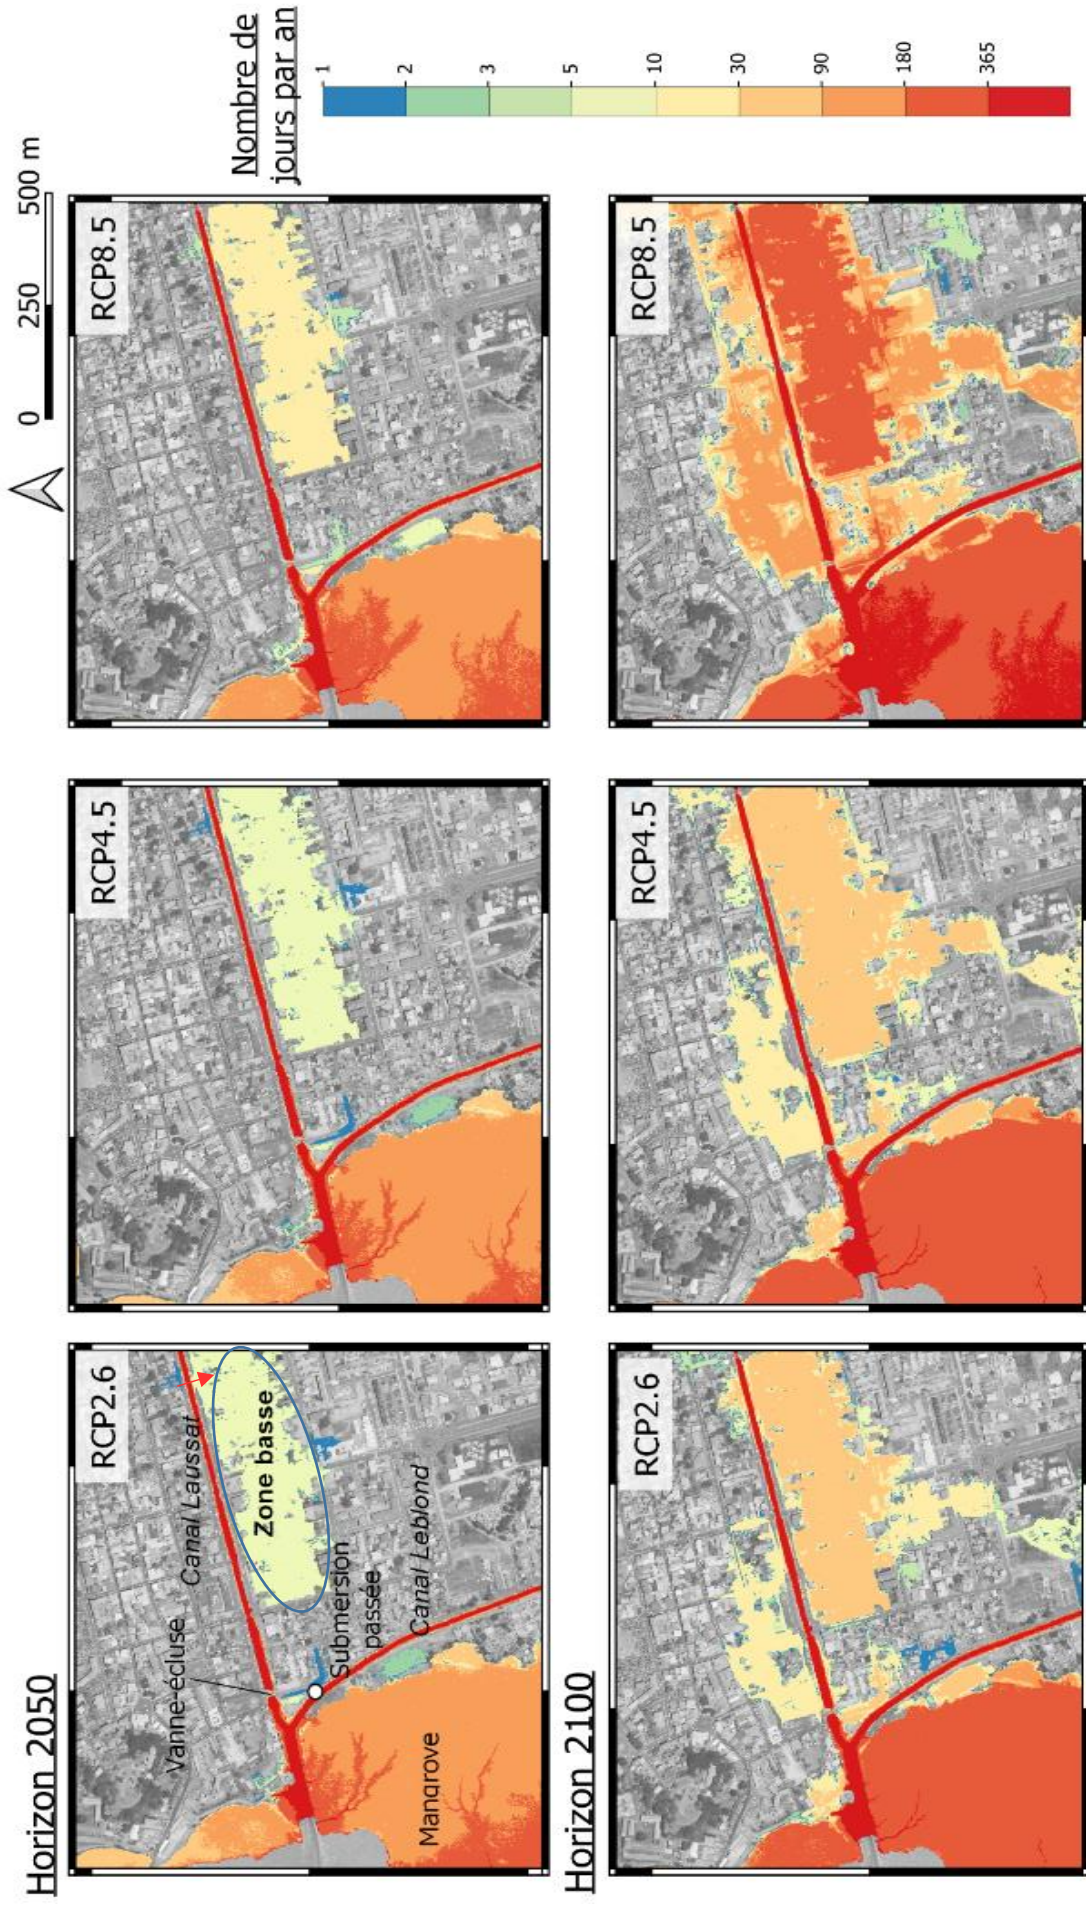 Horizon 2050
RCP2.6
Canal Laussat
Vanne-écluse
Zone basse
Submersion
passée
Canal Leblond
Mangrove
RCP4.5
RCP8.5
0 250 500 m
Nombre de
jours par an
1
2
3
5
10
30
90
180
365
Horizon 2100
RCP2.6
RCP4.5
RCP8.5